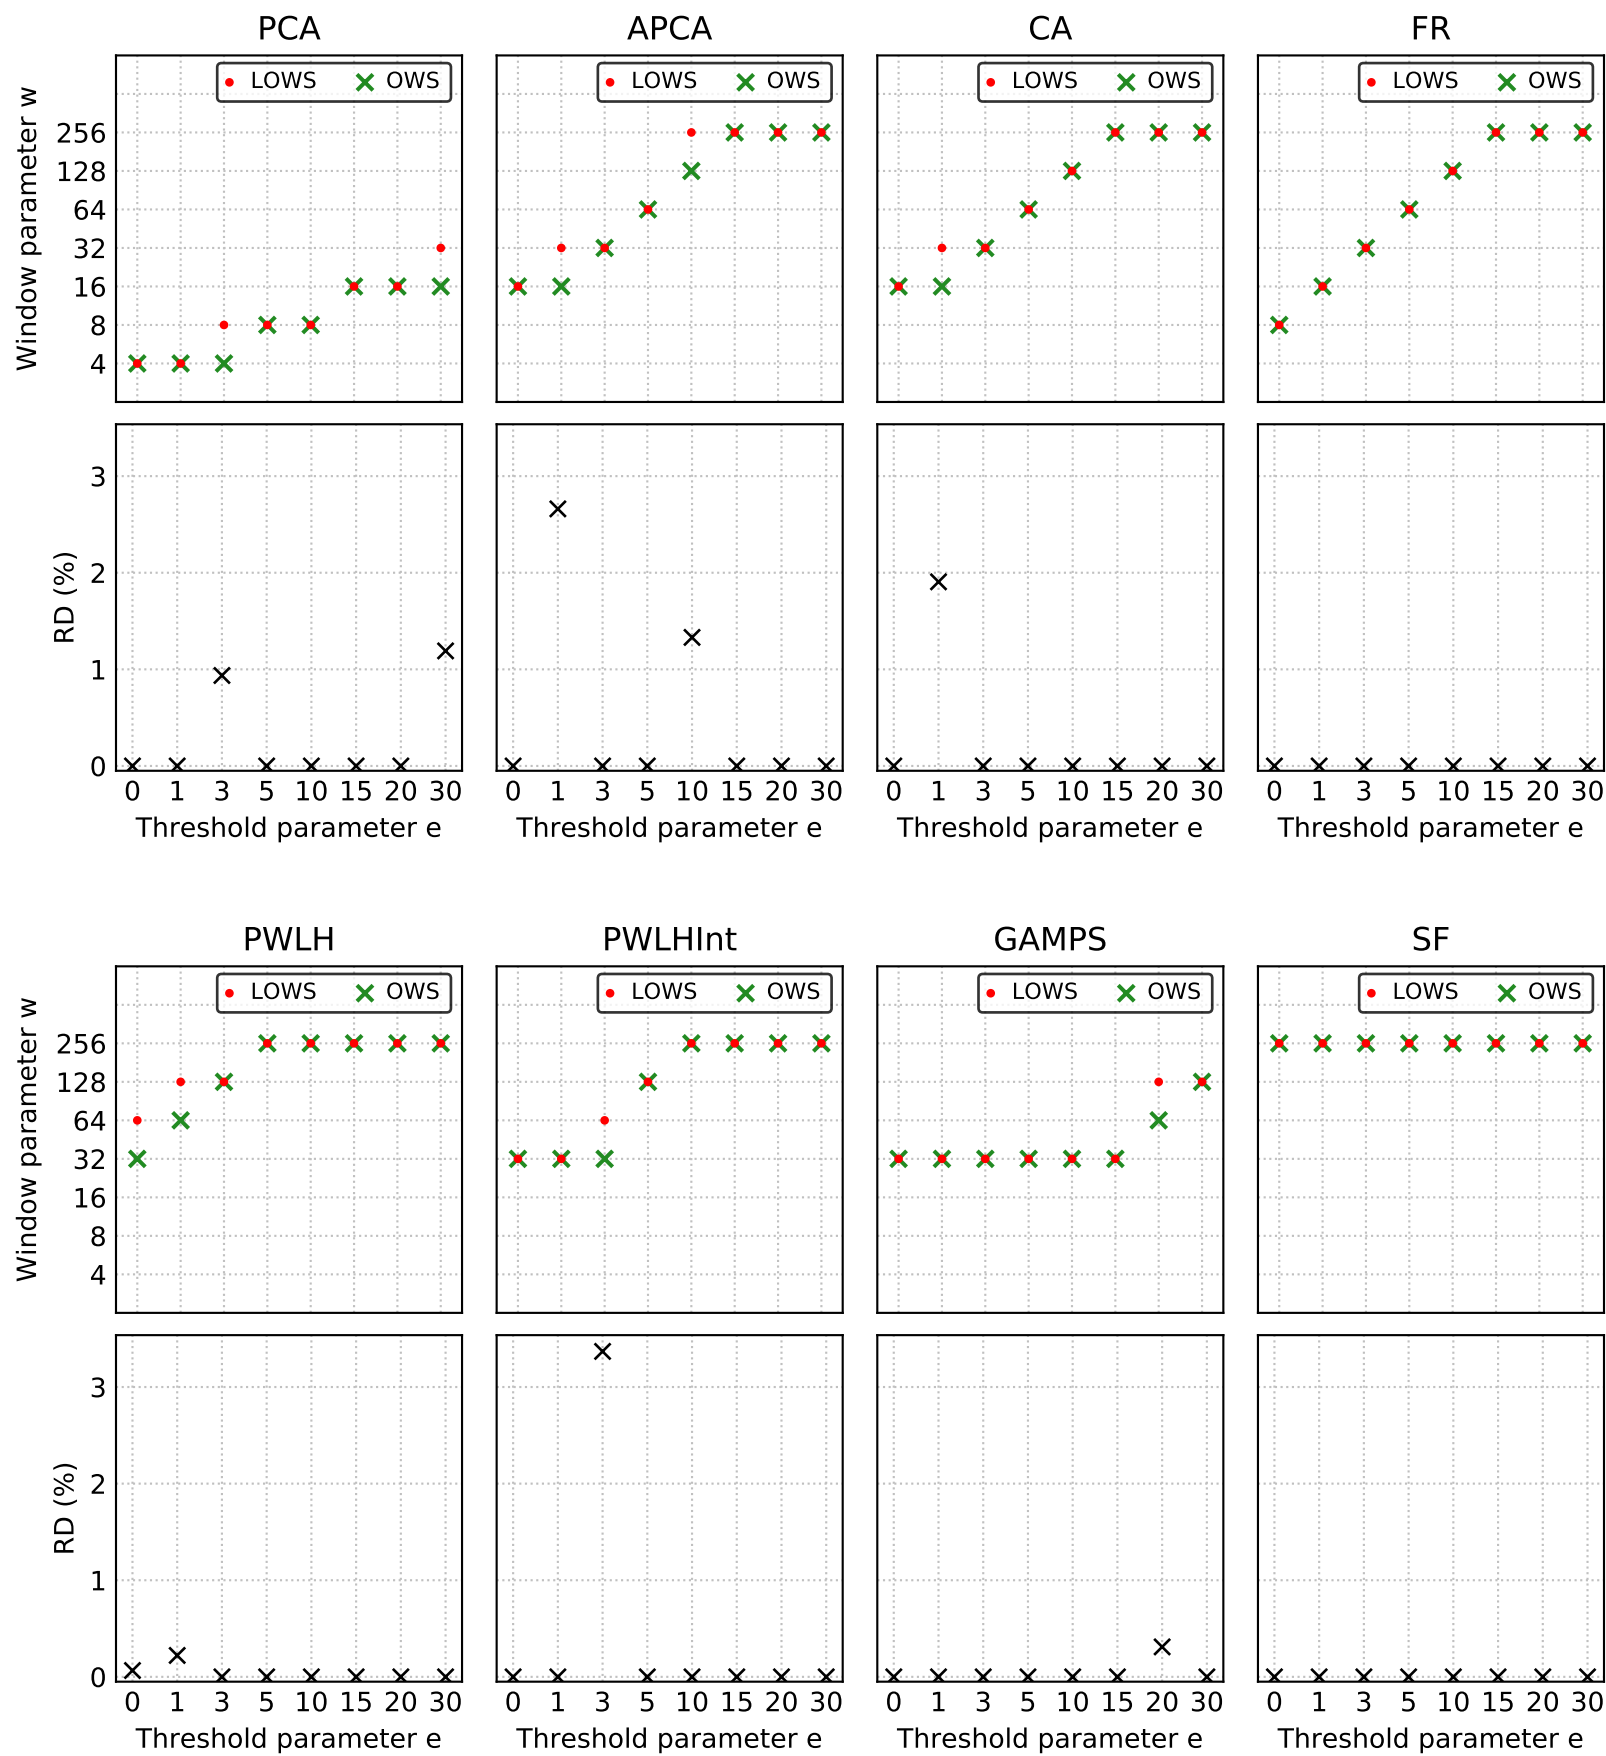 PCA APCA CA FR
LOWS OWS LOWS OWS LOWS OWS LOWS OWS
Window parameter w
256
128
64
32
16
8
4
RD (%)
3
2
1
0
0 1 3 5 10 15 20 30 0 1 3 5 10 15 20 30 0 1 3 5 10 15 20 30 0 1 3 5 10 15 20 30
Threshold parameter e Threshold parameter e Threshold parameter e Threshold parameter e
PWLH PWLHInt GAMPS SF
LOWS OWS LOWS OWS LOWS OWS LOWS OWS
Window parameter w
256
128
64
32
16
8
4
RD (%)
3
2
1
0
0 1 3 5 10 15 20 30 0 1 3 5 10 15 20 30 0 1 3 5 10 15 20 30 0 1 3 5 10 15 20 30
Threshold parameter e Threshold parameter e Threshold parameter e Threshold parameter e